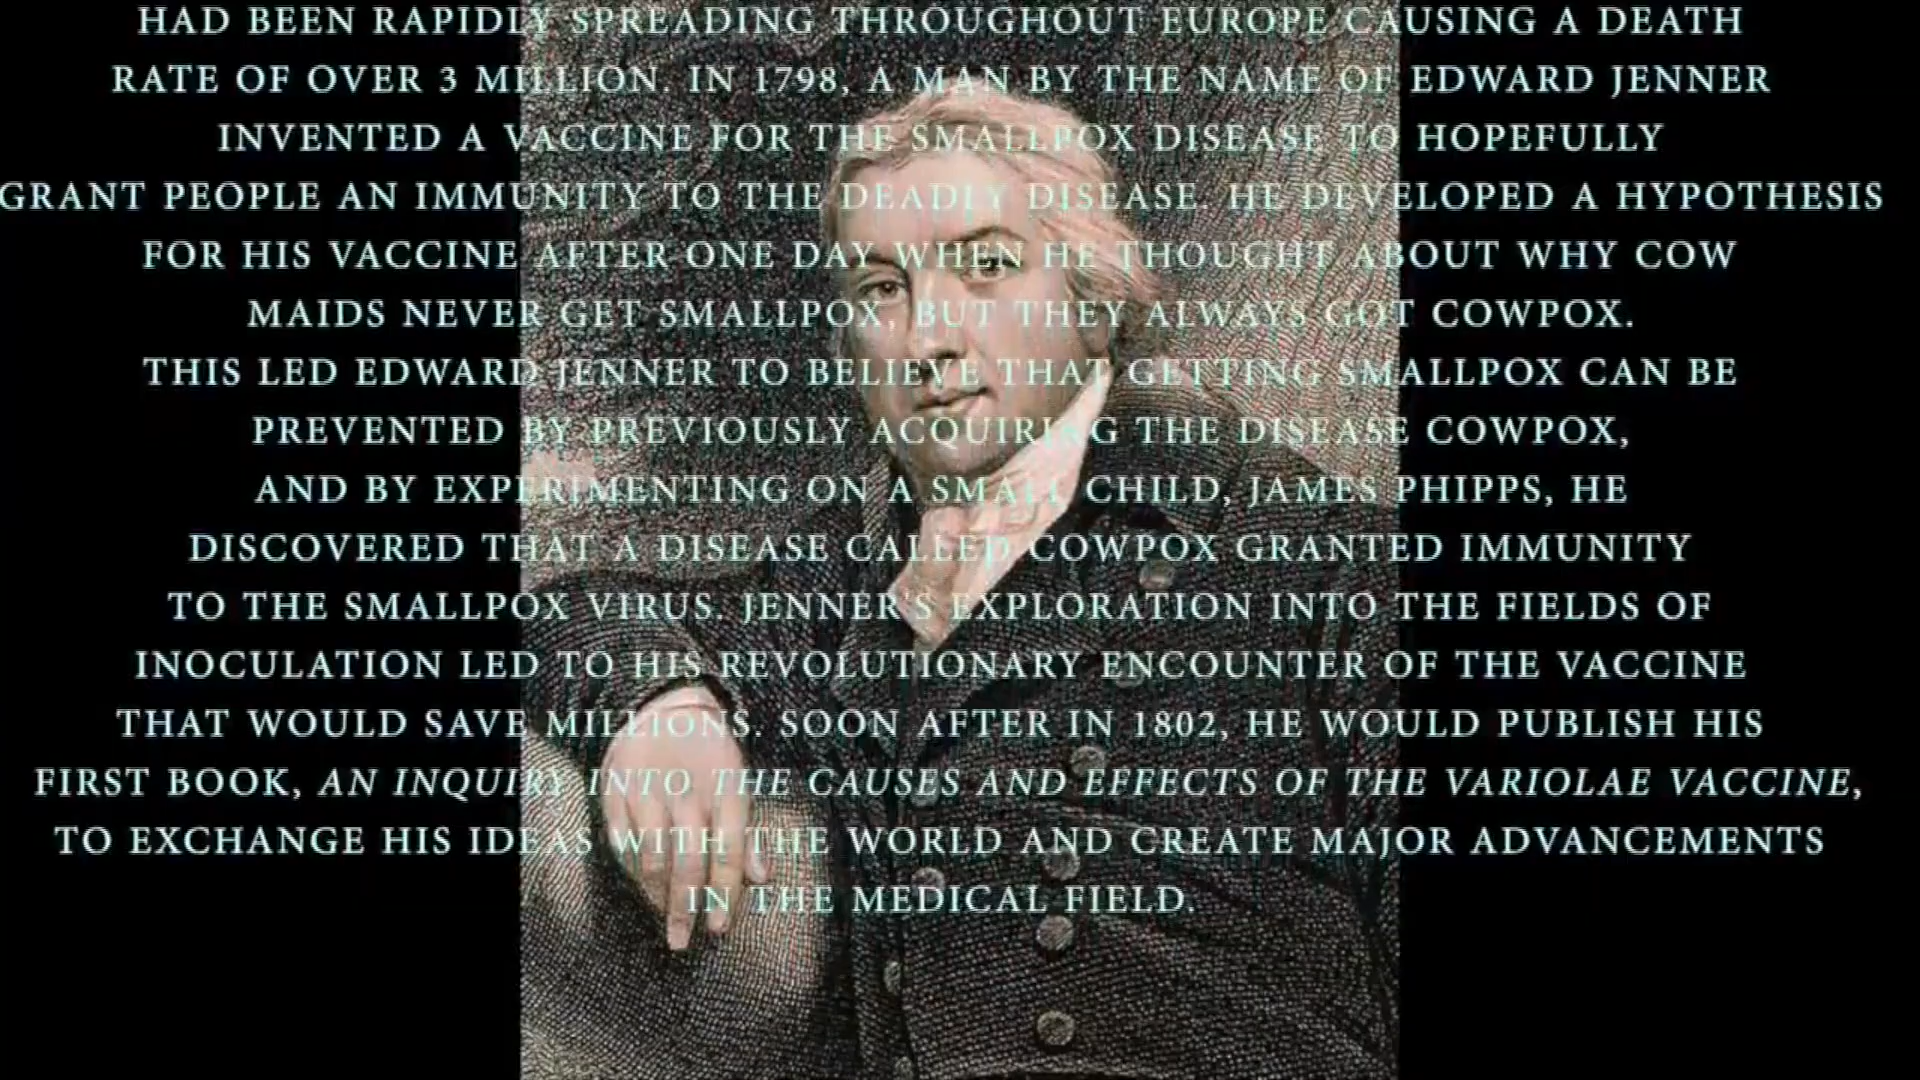 HAD BEEN RAPIDLY SPREADING THROUGHOUT EUROPE CAUSING A DEATH
RATE OF OVER 3 MILLION. IN 1798, A MAN BY THE NAME OF EDWARD JENNER
INVENTED A VACCINE FOR THE SMALLPOX DISEASE TO HOPEFULLY
GRANT PEOPLE AN IMMUNITY TO THE DEADLY DISEASE. HE DEVELOPED A HYPOTHESIS
FOR HIS VACCINE AFTER ONE DAY WHEN HE THOUGHT ABOUT WHY COW
MAIDS NEVER GET SMALLPOX, BUT THEY ALWAYS GOT COWPOX.
THIS LED EDWARD JENNER TO BELIEVE THAT GETTING SMALLPOX CAN BE
PREVENTED BY PREVIOUSLY ACQUIRING THE DISEASE COWPOX,
AND BY EXPERIMENTING ON A SMALL CHILD, JAMES PHIPPS, HE
DISCOVERED THAT A DISEASE CALLED COWPOX GRANTED IMMUNITY
TO THE SMALLPOX VIRUS. JENNER'S EXPLORATION INTO THE FIELDS OF
INOCULATION LED TO HIS REVOLUTIONARY ENCOUNTER OF THE VACCINE
THAT WOULD SAVE MILLIONS. SOON AFTER IN 1802, HE WOULD PUBLISH HIS
FIRST BOOK, AN INQUIRY INTO THE CAUSES AND EFFECTS OF THE VARIOLAE VACCINE,
TO EXCHANGE HIS IDEAS WITH THE WORLD AND CREATE MAJOR ADVANCEMENTS
IN THE MEDICAL FIELD.